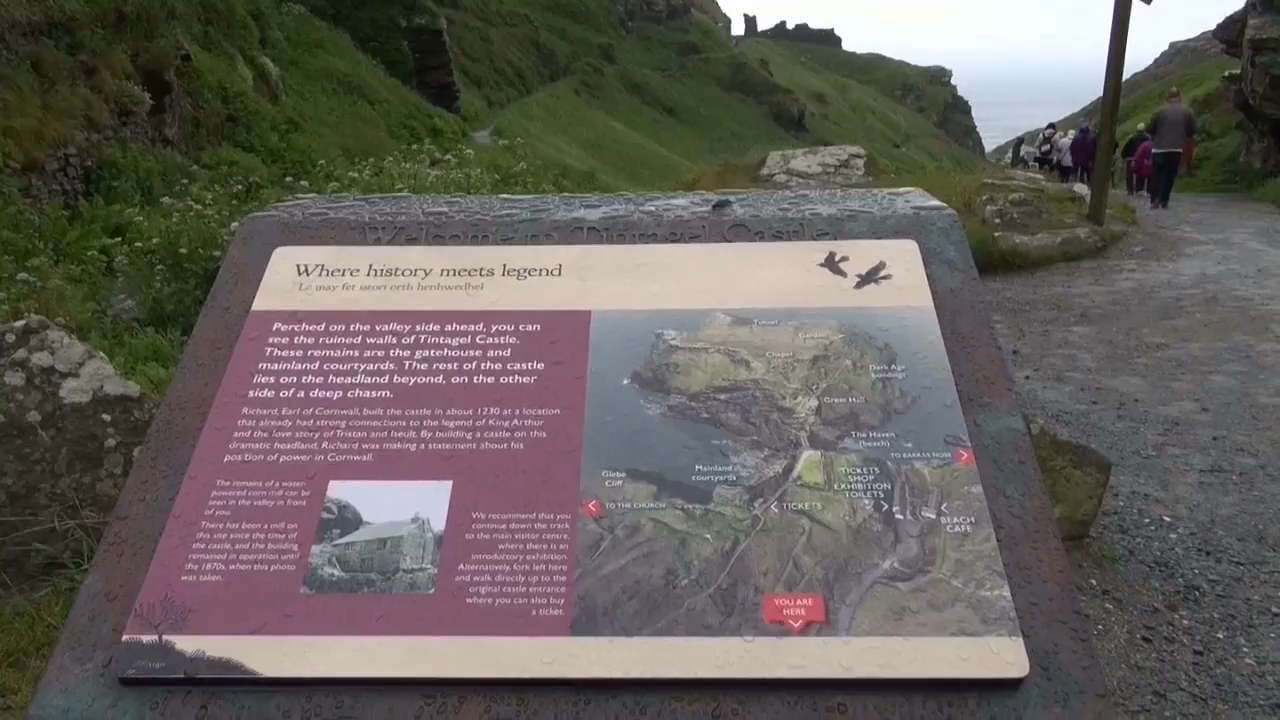 Welcome to Tintagel Castle
Where history meets legend
Perched on the valley side ahead, you can
see the ruined walls of Tintagel Castle.
These remains are the gatehouse and
mainland courtyards. The rest of the castle
lies on the headland beyond, on the other
side of a deep chasm.
Richard, Earl of Cornwall, built the castle in about 1230 at a location
that already had strong connections to the legend of King Arthur
and the love story of Tristan and Iseult. By building a castle on this
dramatic headland, Richard was making a statement about his
position of power in Cornwall.
The remains of a water-
powered corn mill can be
seen in the valley in front
of you.
There has been a mill on
this site since the time of
the castle, and the building
remained in operation until
the 1870s, when this photo
was taken.
We recommend that you
continue down the track
to the main visitor centre,
where there is an
introductory exhibition.
Alternatively, fork left here
and walk directly up to the
original castle entrance
where you can also buy
a ticket.
Tunnel
Garden
Chapel
Dark Age
buildings
Great Hall
The Haven
(beach)
TO BARRAS NOSE
Glebe
Cliff
Mainland
courtyards
TICKETS
SHOP
EXHIBITION
TOILETS
TO THE CHURCH
TICKETS
BEACH
CAFE
YOU ARE
HERE